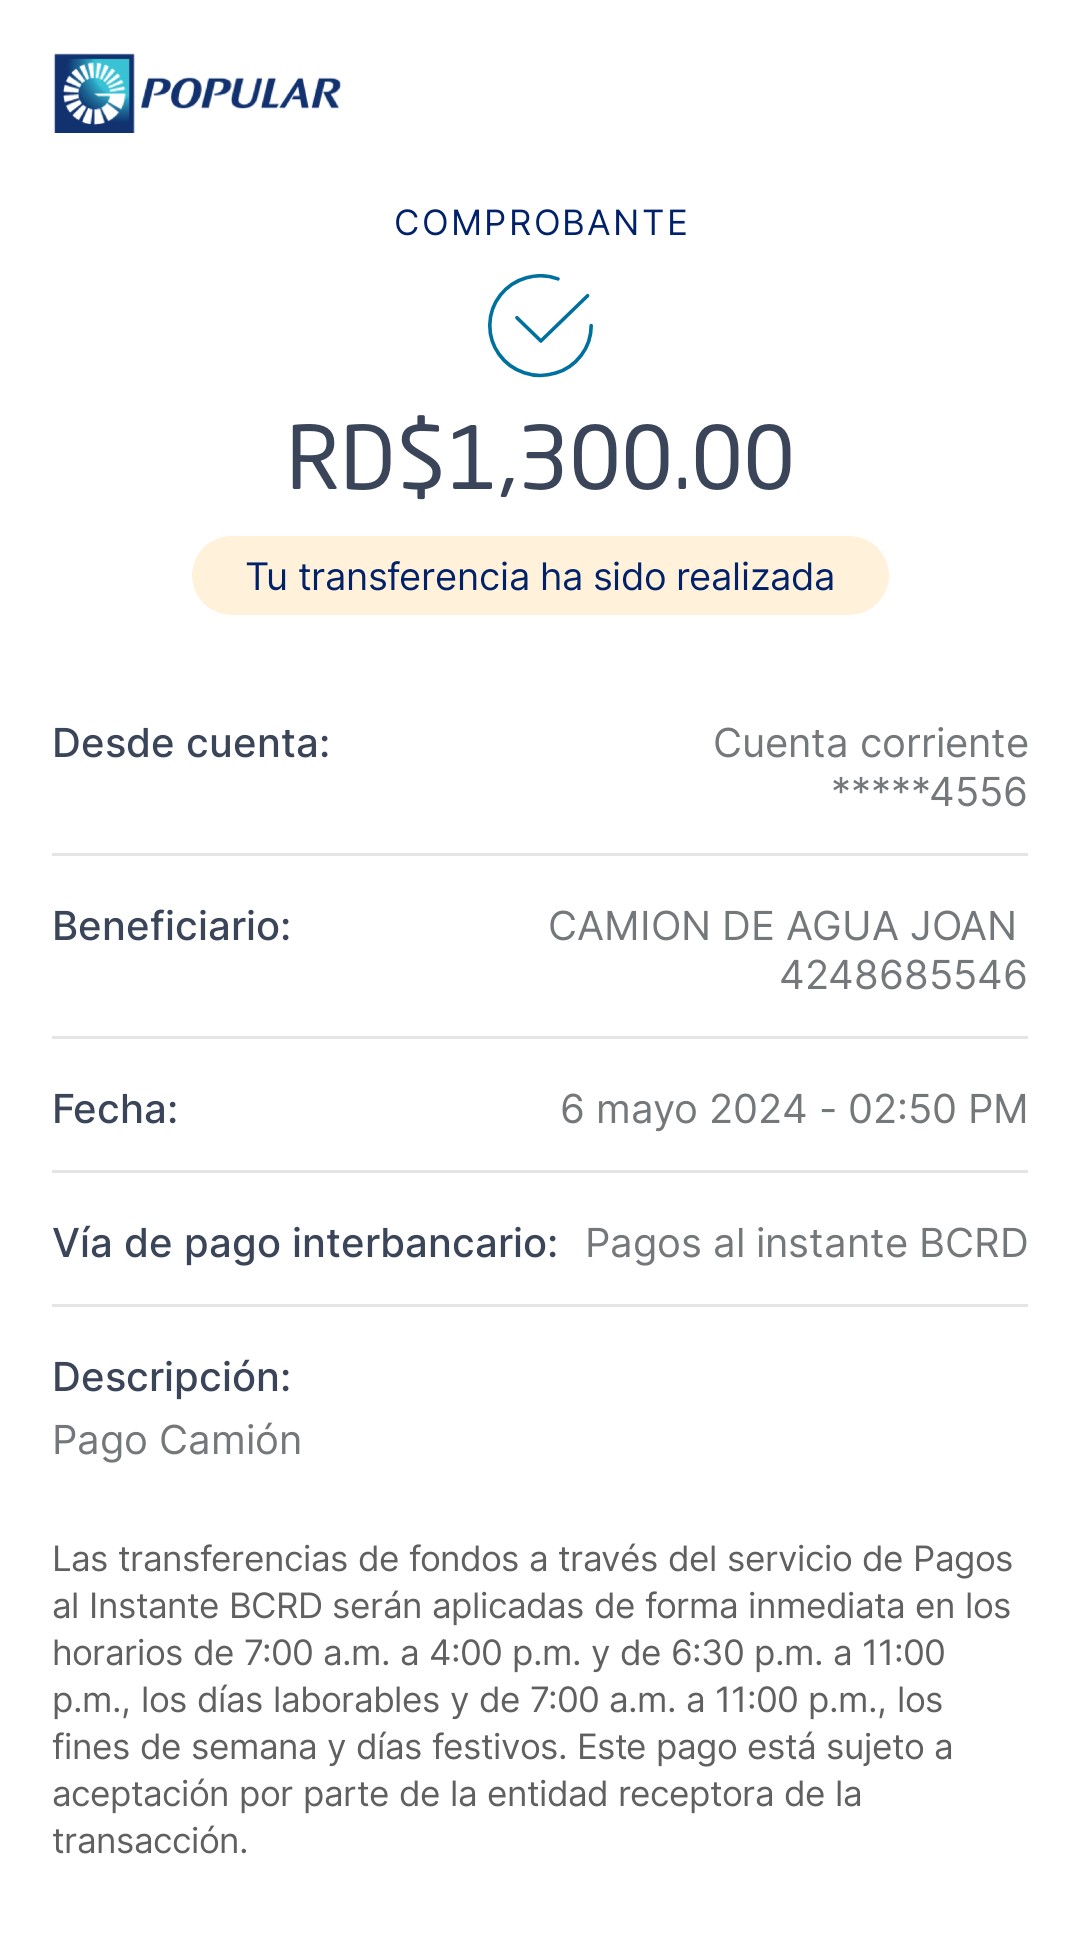 POPULAR
COMPROBANTE
RD$1,300.00
Tu transferencia ha sido realizada
Desde cuenta: Cuenta corriente
*****4556
Beneficiario: CAMION DE AGUA JOAN
4248685546
Fecha: 6 mayo 2024 - 02:50 PM
Vía de pago interbancario: Pagos al instante BCRD
Descripción:
Pago Camión
Las transferencias de fondos a través del servicio de Pagos
al Instante BCRD serán aplicadas de forma inmediata en los
horarios de 7:00 a.m. a 4:00 p.m. y de 6:30 p.m. a 11:00
p.m., los días laborables y de 7:00 a.m. a 11:00 p.m., los
fines de semana y días festivos. Este pago está sujeto a
aceptación por parte de la entidad receptora de la
transacción.